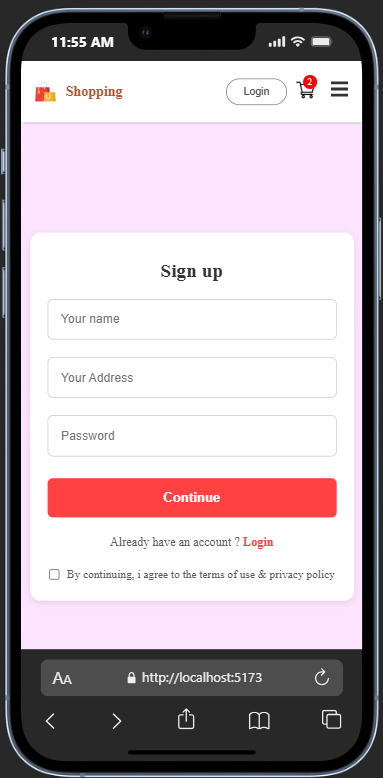 11:55 AM
Shopping
Login
2
Sign up
Your name
Your Address
Password
Continue
Already have an account ? Login
By continuing, i agree to the terms of use & privacy policy
AA
http://localhost:5173